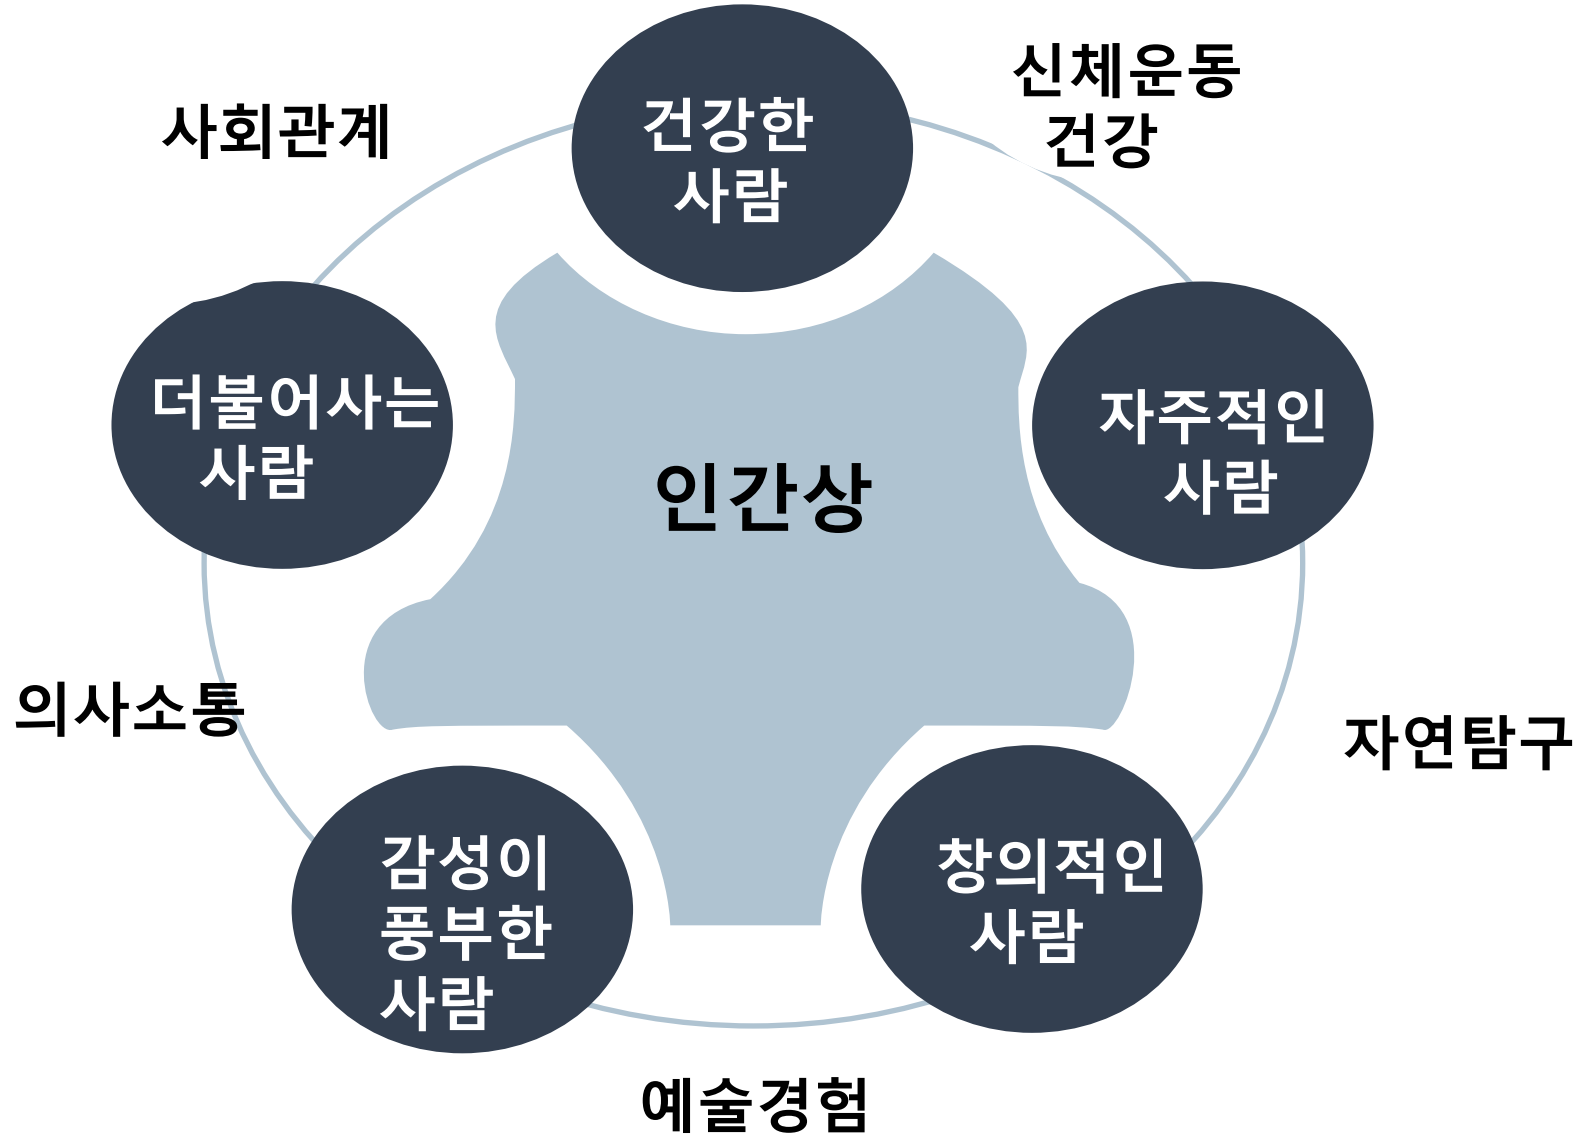 신체운동
건강
건강한
사람
사회관계
더불어사는
사람
자주적인
사람
인간상
의사소통
자연탐구
감성이
풍부한
사람
창의적인
사람
예술경험